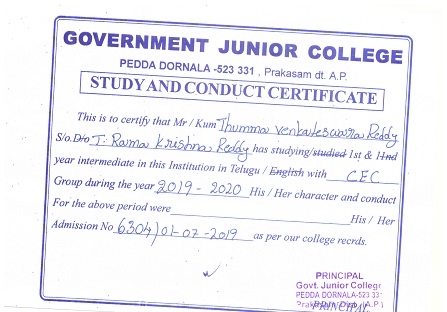 GOVERNMENT JUNIOR COLLEGE
PEDDA DORNALA -523 331 , Prakasam dt. A.P.
STUDY AND CONDUCT CERTIFICATE
This is to certify that Mr / Kum Thumma Venkateswara Reddy
S/o.D/o T. Rama Krishna Reddy has studying/studied 1st & IInd
year intermediate in this Institution in Telugu / English with CEC
Group during the year 2019 - 2020 His / Her character and conduct
For the above period were His / Her
Admission No 6304/01-07-2019 as per our college recrds.
PRINCIPAL
Govt. Junior College
PEDDA DORNALA-523 331
PRINCIPAL